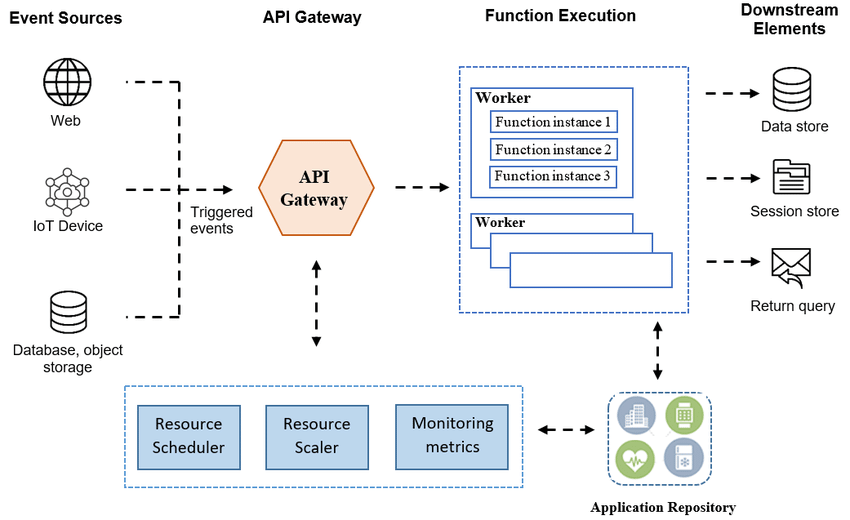 Event Sources
API Gateway
Function Execution
Downstream
Elements
Web
IoT Device
Database, object
storage
Triggered
events
API
Gateway
Worker
Function instance 1
Function instance 2
Function instance 3
Worker
Data store
Session store
Return query
Resource
Scheduler
Resource
Scaler
Monitoring
metrics
Application Repository